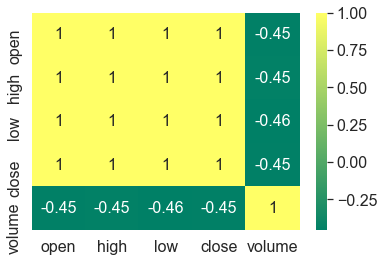 open 1 1 1 1 -0.45
high 1 1 1 1 -0.45
low 1 1 1 1 -0.46
close 1 1 1 1 -0.45
volume -0.45 -0.45 -0.46 -0.45 1
open high low close volume
1.00
0.75
0.50
0.25
0.00
−0.25